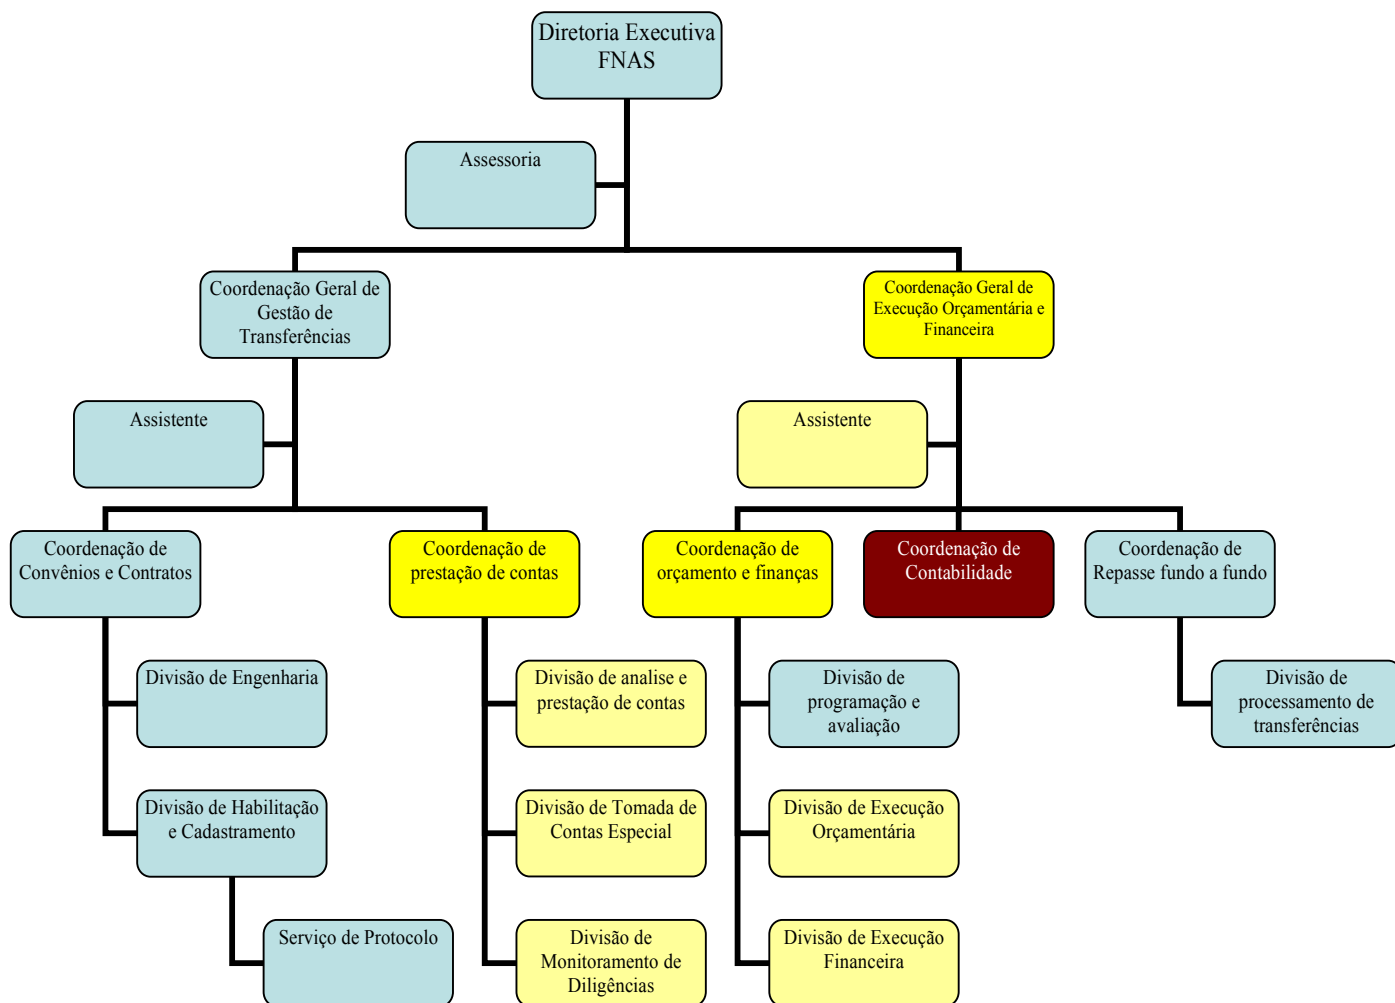 Diretoria Executiva
FNAS
Assessoria
Coordenação Geral de
Gestão de
Transferências
Coordenação Geral de
Execução Orçamentária e
Financeira
Assistente
Assistente
Coordenação de
Convênios e Contratos
Coordenação de
prestação de contas
Coordenação de
orçamento e finanças
Coordenação de
Contabilidade
Coordenação de
Repasse fundo a fundo
Divisão de Engenharia
Divisão de analise e
prestação de contas
Divisão de
programação e
avaliação
Divisão de
processamento de
transferências
Divisão de Habilitação
e Cadastramento
Divisão de Tomada de
Contas Especial
Divisão de Execução
Orçamentária
Serviço de Protocolo
Divisão de
Monitoramento de
Diligências
Divisão de Execução
Financeira